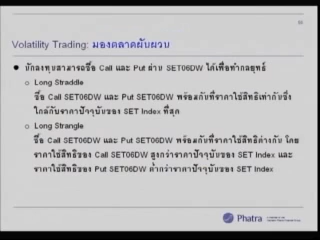 Volatility Trading: มองตลาดผันผวน
นักลงทุนสามารถซื้อ Call และ Put ผ่าน SET06DW ได้เพื่อทำกลยุทธ์
Long Straddle
ซื้อ Call SET06DW และ Put SET06DW พร้อมกันที่ราคาใช้สิทธิเท่ากันซึ่ง
ใกล้กับราคาปัจจุบันของ SET Index ที่สุด
Long Strangle
ซื้อ Call SET06DW และ Put SET06DW พร้อมกันที่ราคาใช้สิทธิต่างกัน โดย
ราคาใช้สิทธิของ Call SET06DW สูงกว่าราคาปัจจุบันของ SET Index และ
ราคาใช้สิทธิของ Put SET06DW ต่ำกว่าราคาปัจจุบันของ SET Index
Phatra